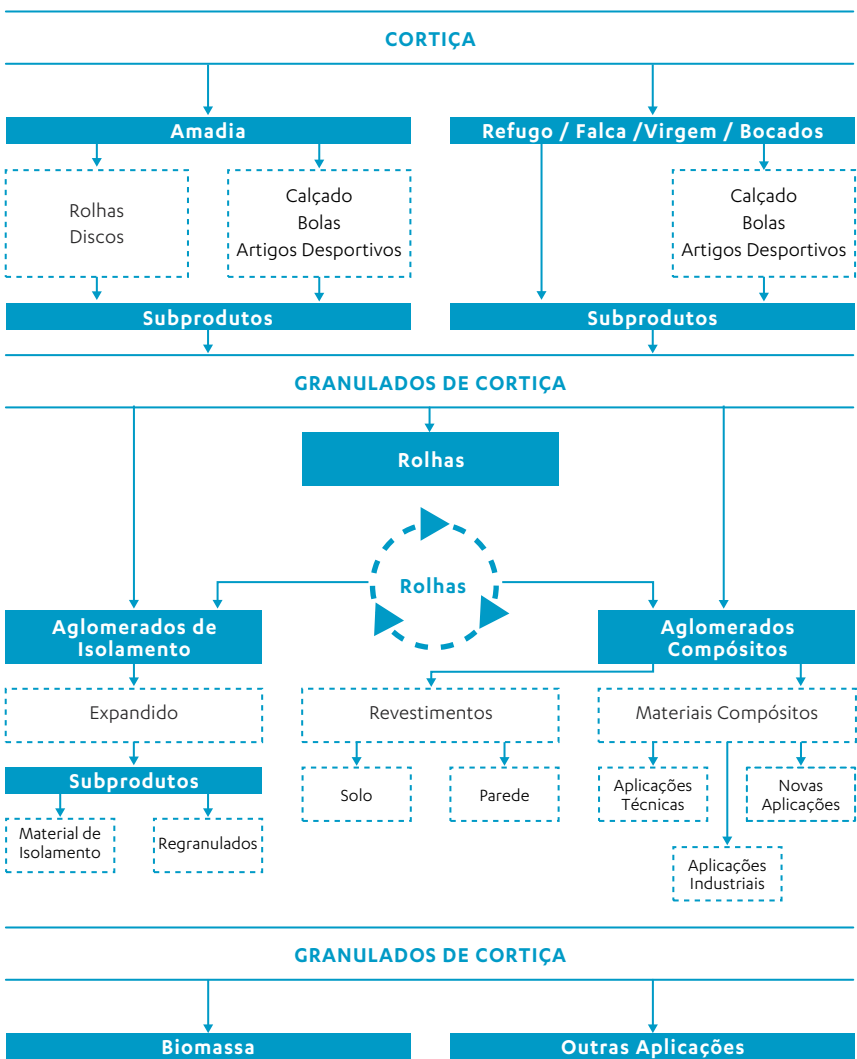 CORTIÇA
Amadia
Refugo / Falca /Virgem / Bocados
Rolhas
Discos
Calçado
Bolas
Artigos Desportivos
Calçado
Bolas
Artigos Desportivos
Subprodutos
Subprodutos
GRANULADOS DE CORTIÇA
Rolhas
Rolhas
Aglomerados de
Isolamento
Aglomerados
Compósitos
Expandido
Revestimentos
Materiais Compósitos
Subprodutos
Solo
Parede
Aplicações
Técnicas
Novas
Aplicações
Material de
Isolamento
Regranulados
Aplicações
Industriais
GRANULADOS DE CORTIÇA
Biomassa
Outras Aplicações